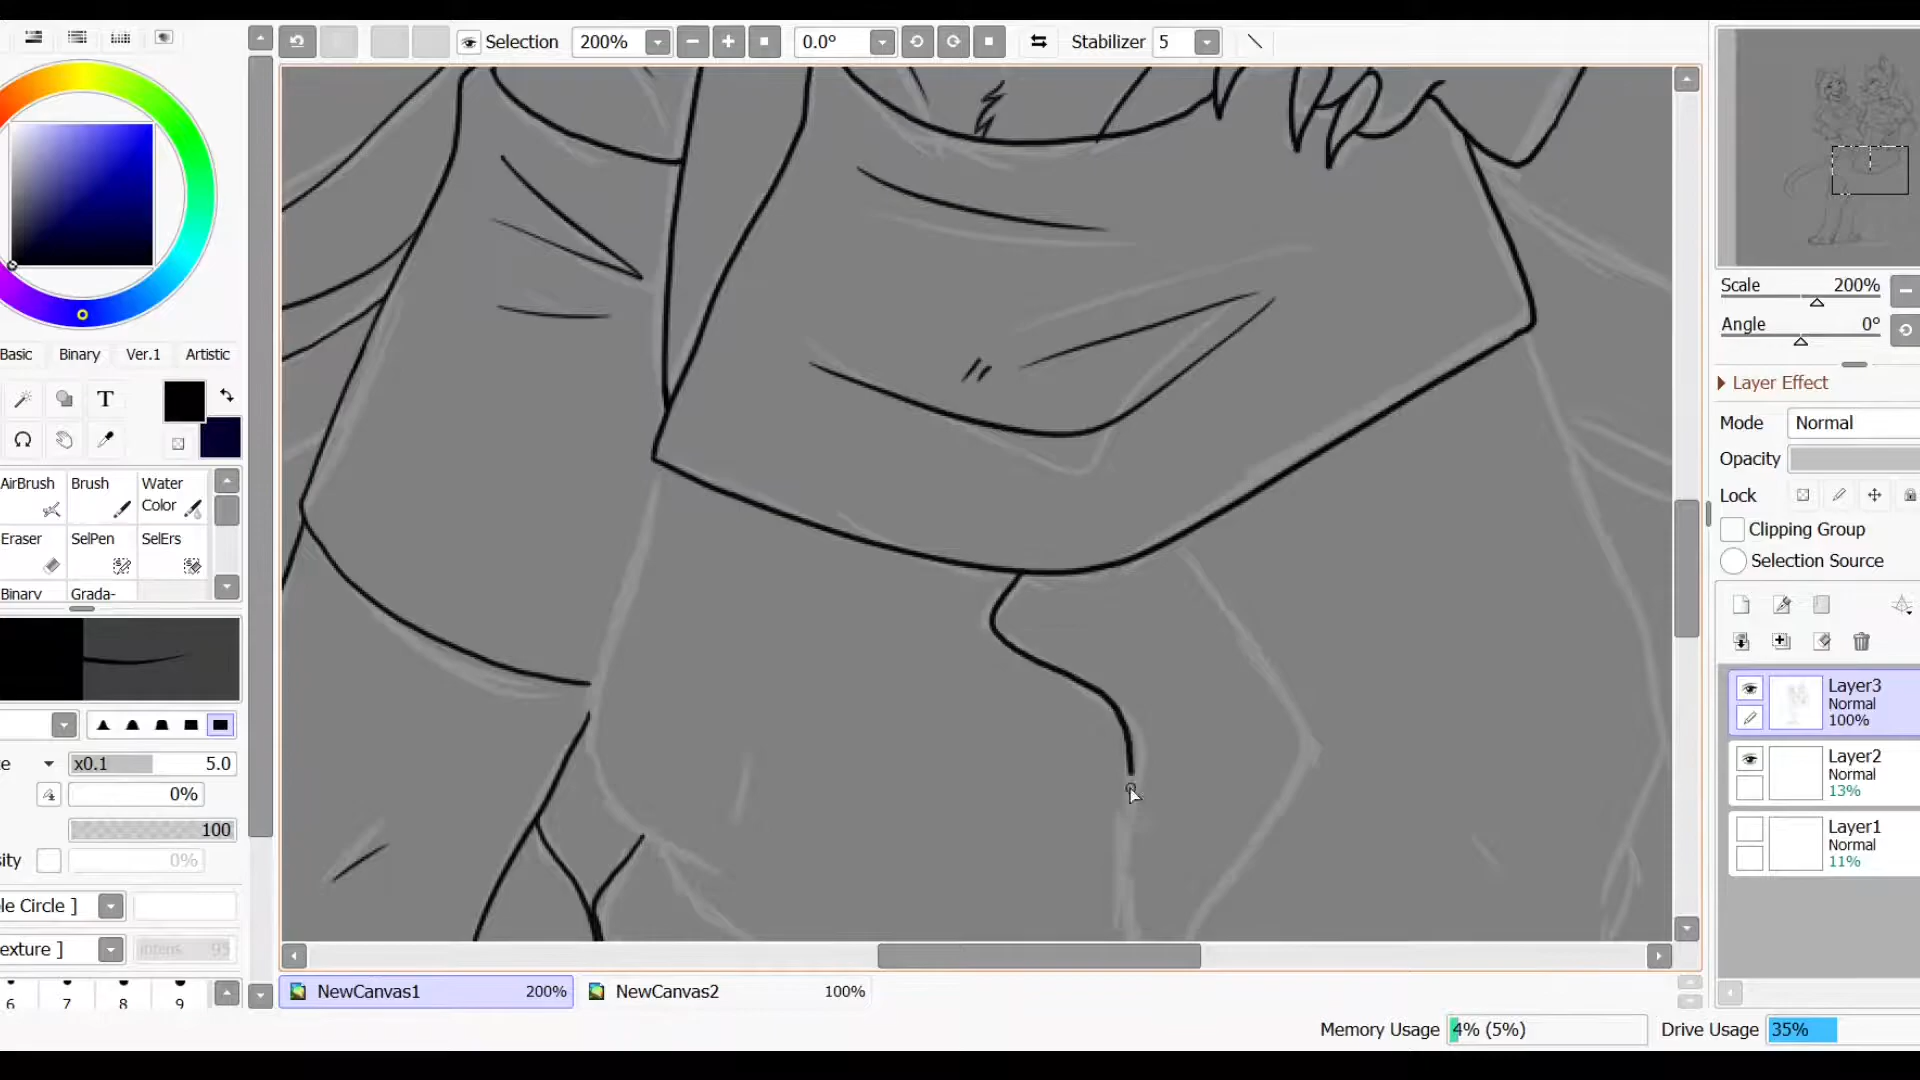 Selection 200% 0.0° Stabilizer 5
Basic Binary Ver.1 Artistic
T
AirBrush Brush Water Color
Eraser SelPen SelErs
Binary Grada-
x0.1 5.0
0%
100
0%
le Circle ]
exture ] intens. 95
6 7 8 9
NewCanvas1 200% NewCanvas2 100%
Memory Usage 4% (5%) Drive Usage 35%
Scale 200%
Angle 0°
Layer Effect
Mode Normal
Opacity
Lock
Clipping Group
Selection Source
Layer3
Normal
100%
Layer2
Normal
13%
Layer1
Normal
11%